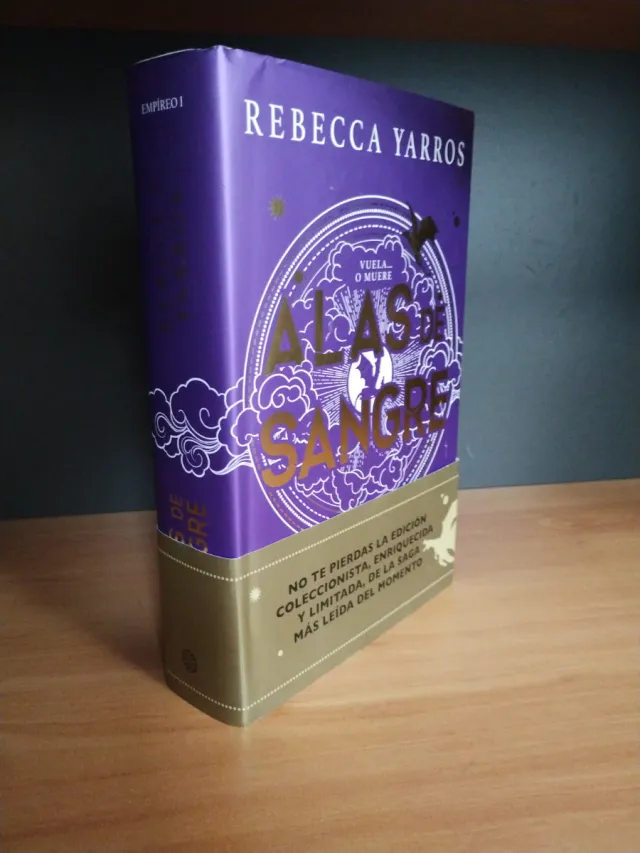 EMPÍREO I
REBECCA YARROS
VUELA...
O MUERE
ALAS DE
SANGRE
NO TE PIERDAS LA EDICIÓN
COLECCIONISTA, ENRIQUECIDA
Y LIMITADA, DE LA SAGA
MÁS LEÍDA DEL MOMENTO